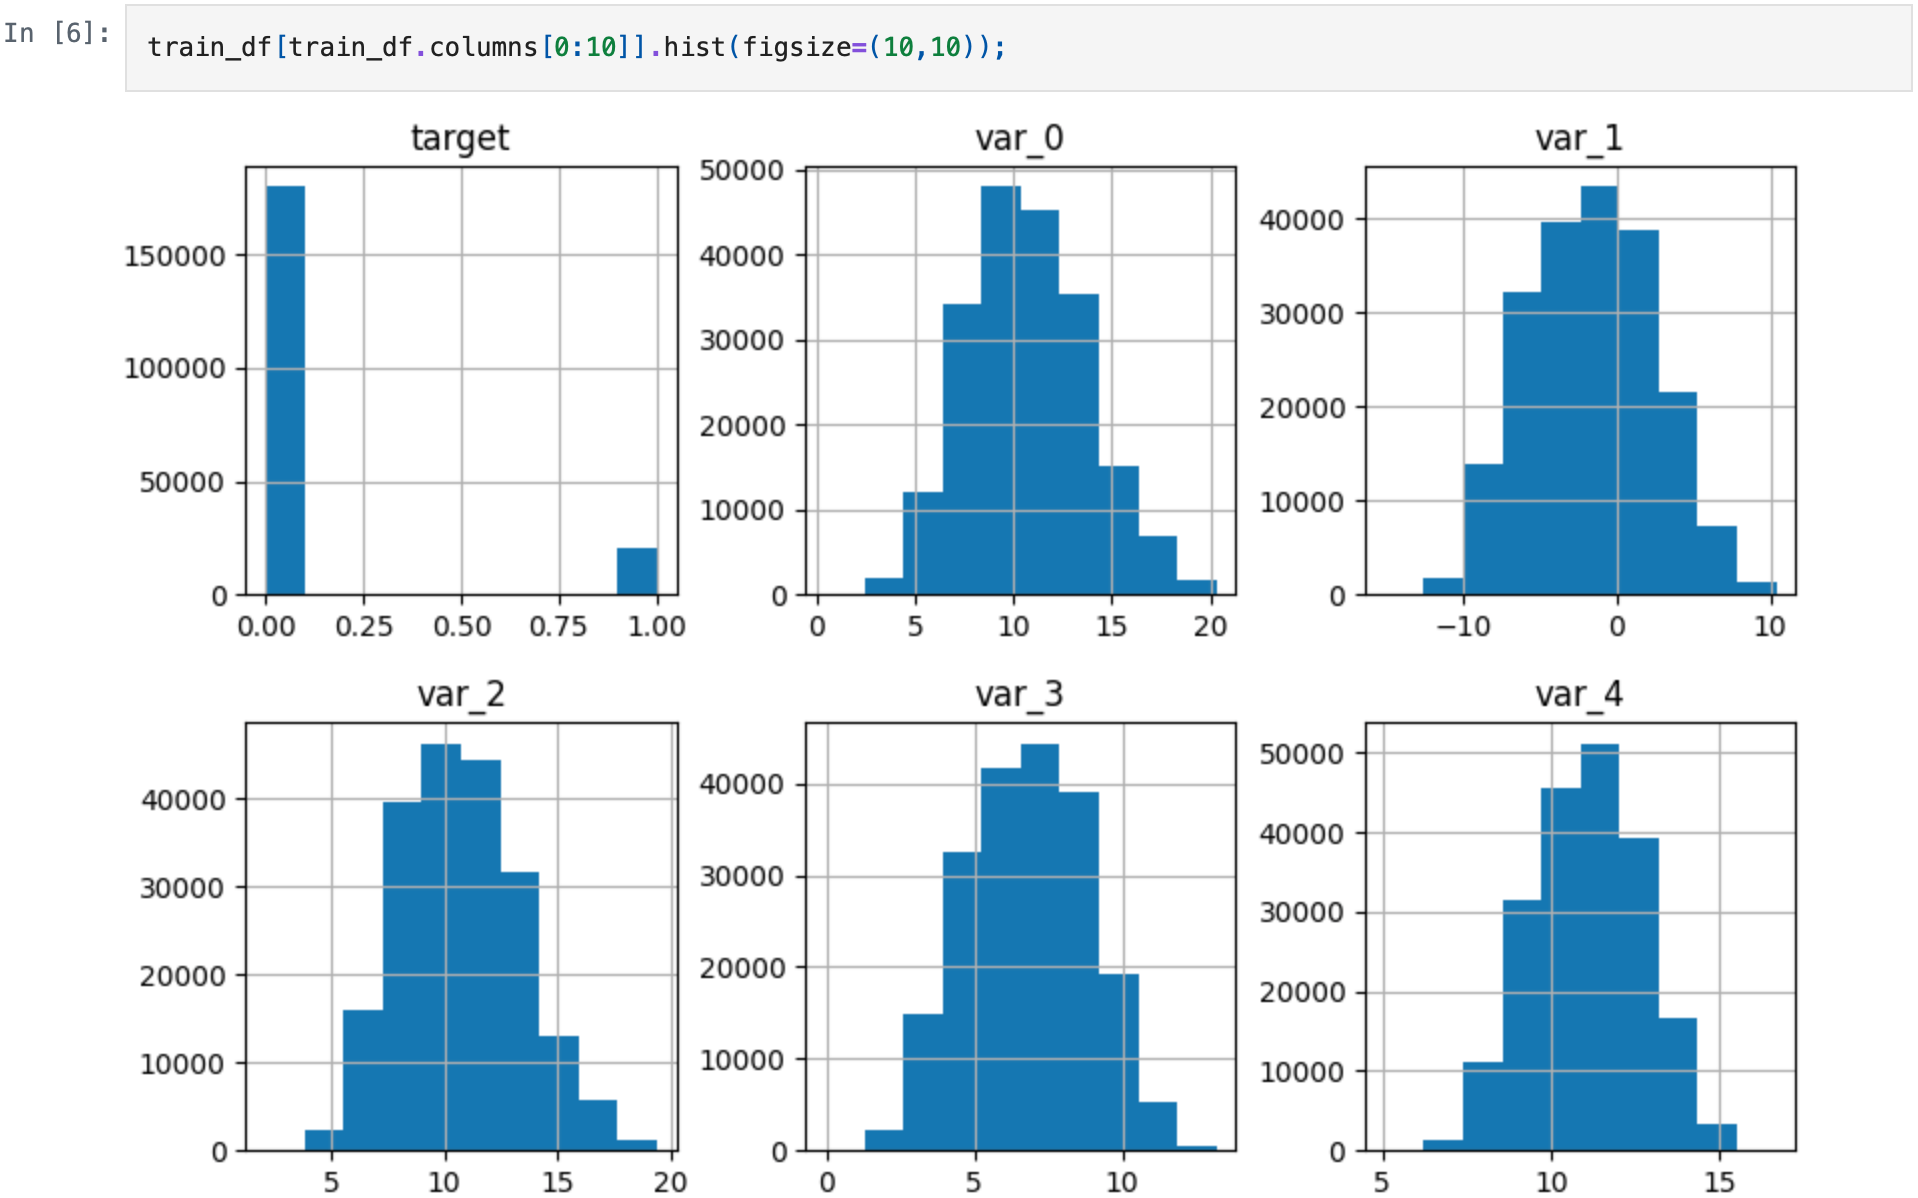 In [6]:
train_df[train_df.columns[0:10]].hist(figsize=(10,10));
target
150000
100000
50000
0
0.00 0.25 0.50 0.75 1.00
var_0
50000
40000
30000
20000
10000
0
0 5 10 15 20
var_1
40000
30000
20000
10000
0
−10 0 10
var_2
40000
30000
20000
10000
0
5 10 15 20
var_3
40000
30000
20000
10000
0
0 5 10
var_4
50000
40000
30000
20000
10000
0
5 10 15